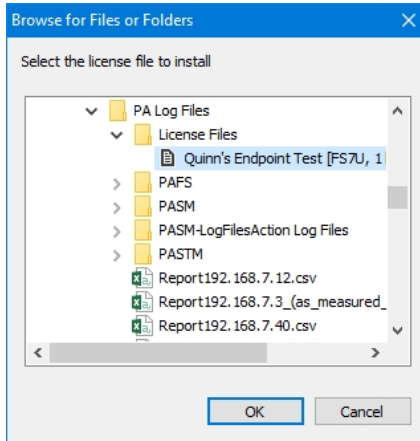 Browse for Files or Folders
Select the license file to install
PA Log Files
License Files
Quinn's Endpoint Test [FS7U, 1
PAFS
PASM
PASM-LogFilesAction Log Files
PASTM
Report192.168.7.12.csv
Report192.168.7.3_(as_measured_
Report192.168.7.40.csv
OK Cancel